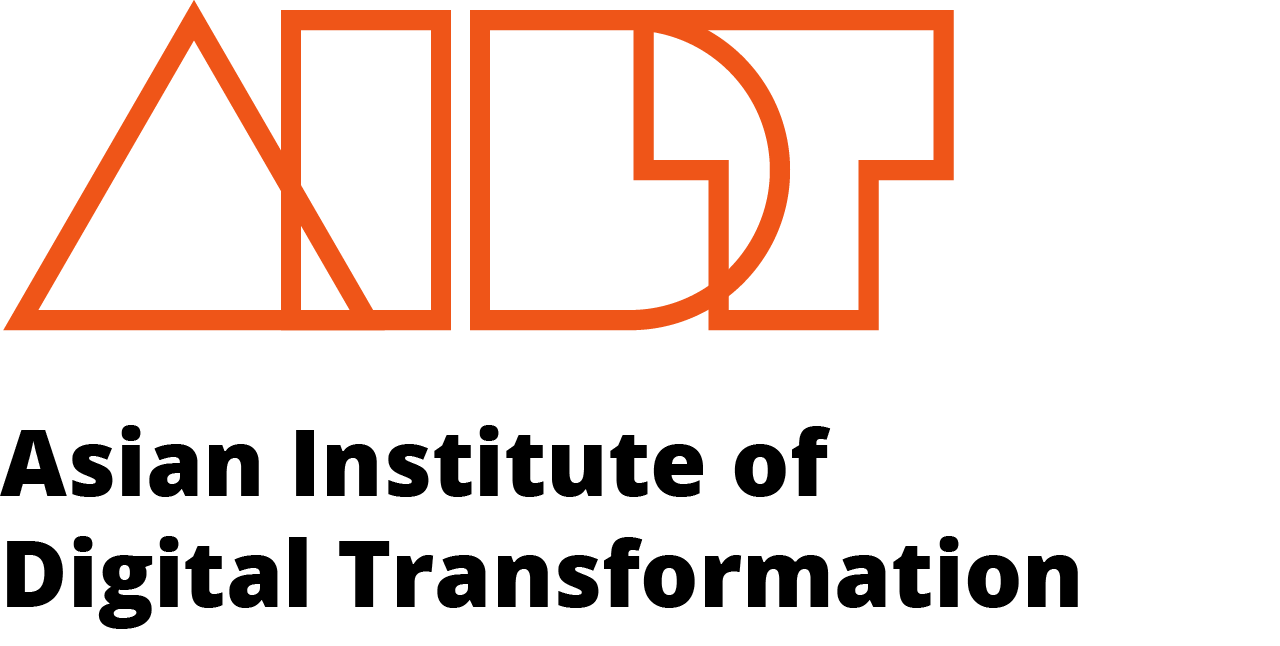 AIDT
Asian Institute of
Digital Transformation